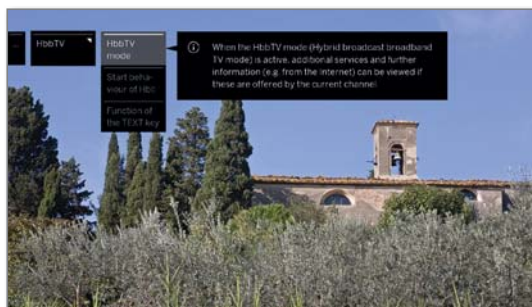 HbbTV
HbbTV
mode
When the HbbTV mode (Hybrid broadcast broadband
TV mode) is active, additional services and further
information (e.g. from the internet) can be viewed if
these are offered by the current channel.
Start beha-
viour of Hbb
Function of
the TEXT key